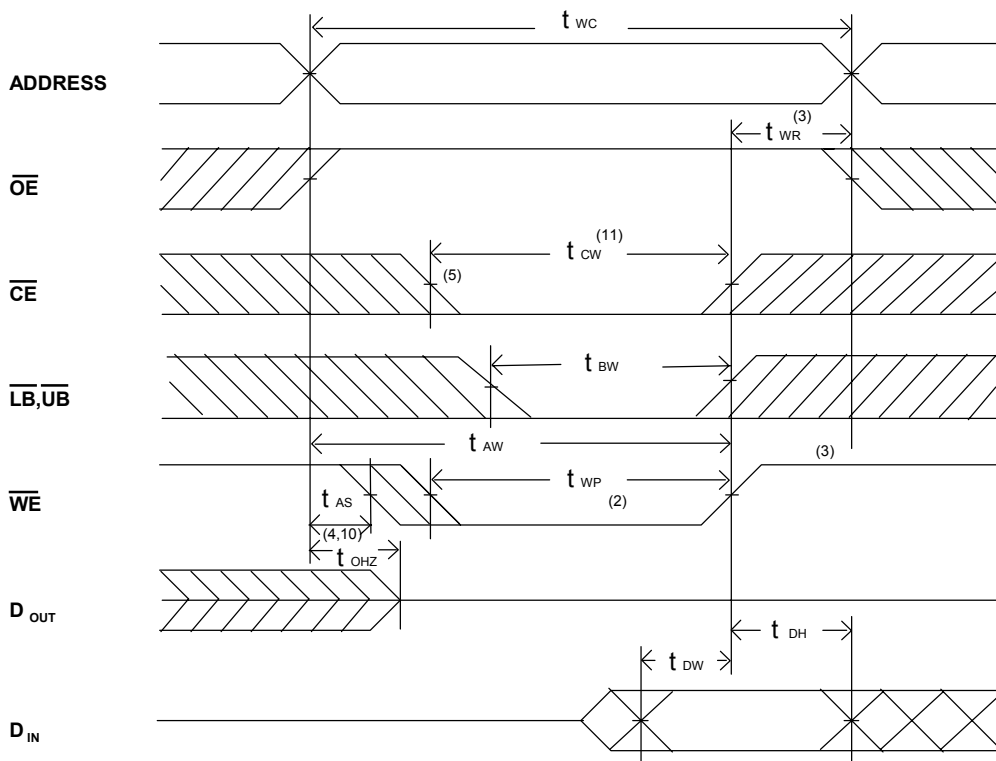 t WC
ADDRESS
t WR (3)
OE
t CW (11)
(5)
CE
t BW
LB,UB
t AW
(3)
WE
t WP (2)
t AS
(4,10)
t OHZ
D OUT
t DH
t DW
D IN